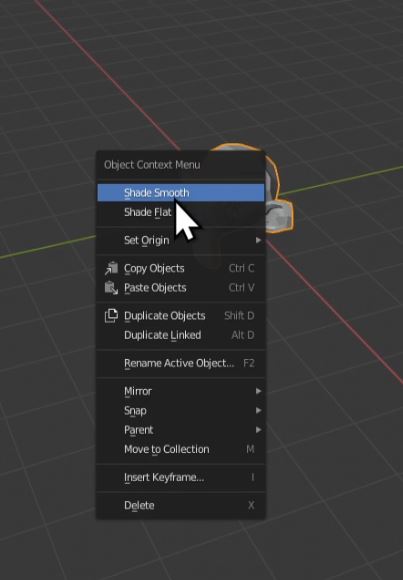 Object Context Menu
Shade Smooth
Shade Flat
Set Origin
Copy Objects Ctrl C
Paste Objects Ctrl V
Duplicate Objects Shift D
Duplicate Linked Alt D
Rename Active Object... F2
Mirror
Snap
Parent
Move to Collection M
Insert Keyframe... I
Delete X